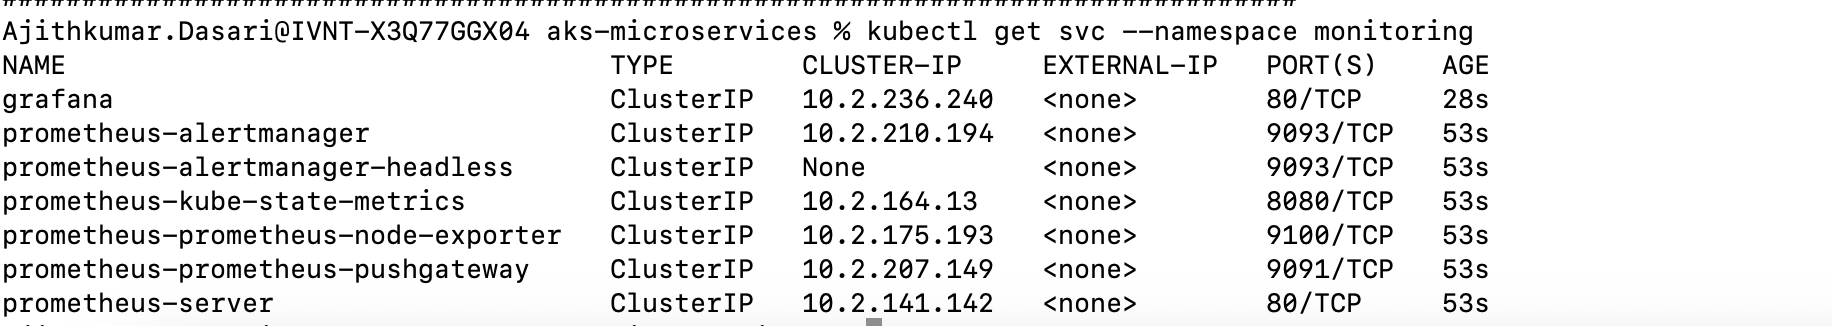 Ajithkumar.Dasari@IVNT-X3Q77GGX04 aks-microservices % kubectl get svc --namespace monitoring
NAME TYPE CLUSTER-IP EXTERNAL-IP PORT(S) AGE
grafana ClusterIP 10.2.236.240 <none> 80/TCP 28s
prometheus-alertmanager ClusterIP 10.2.210.194 <none> 9093/TCP 53s
prometheus-alertmanager-headless ClusterIP None <none> 9093/TCP 53s
prometheus-kube-state-metrics ClusterIP 10.2.164.13 <none> 8080/TCP 53s
prometheus-prometheus-node-exporter ClusterIP 10.2.175.193 <none> 9100/TCP 53s
prometheus-prometheus-pushgateway ClusterIP 10.2.207.149 <none> 9091/TCP 53s
prometheus-server ClusterIP 10.2.141.142 <none> 80/TCP 53s